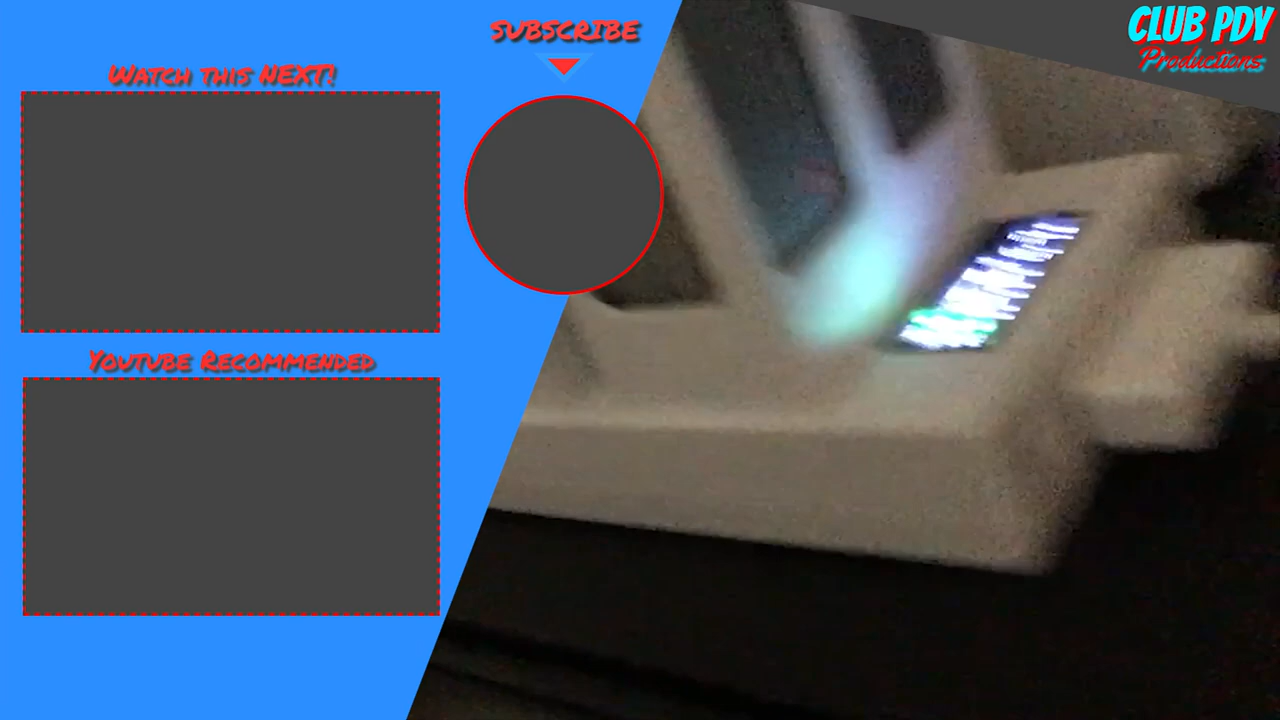 SUBSCRIBE
Watch this NEXT!
Youtube Recommended
CLUB PDY
Productions